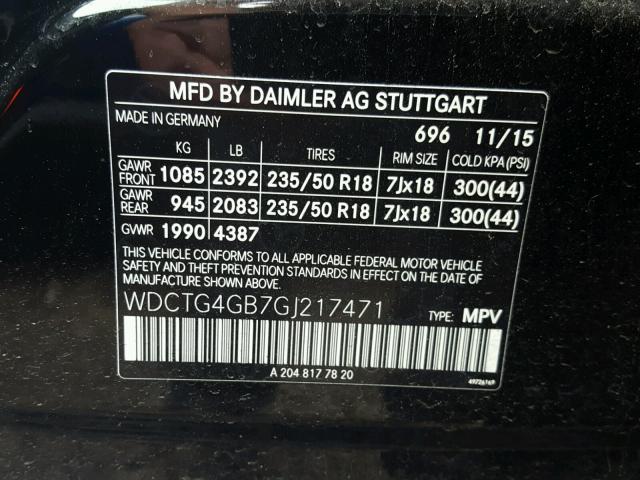 MFD BY DAIMLER AG STUTTGART
MADE IN GERMANY 696 11/15
KG LB TIRES RIM SIZE COLD KPA (PSI)
GAWR FRONT 1085 2392 235/50 R18 7Jx18 300(44)
GAWR REAR 945 2083 235/50 R18 7Jx18 300(44)
GVWR 1990 4387
THIS VEHICLE CONFORMS TO ALL APPLICABLE FEDERAL MOTOR VEHICLE
SAFETY AND THEFT PREVENTION STANDARDS IN EFFECT ON THE DATE
OF MANUFACTURE SHOWN ABOVE.
WDCTG4GB7GJ217471 TYPE: MPV
A 204 817 78 20
49726169